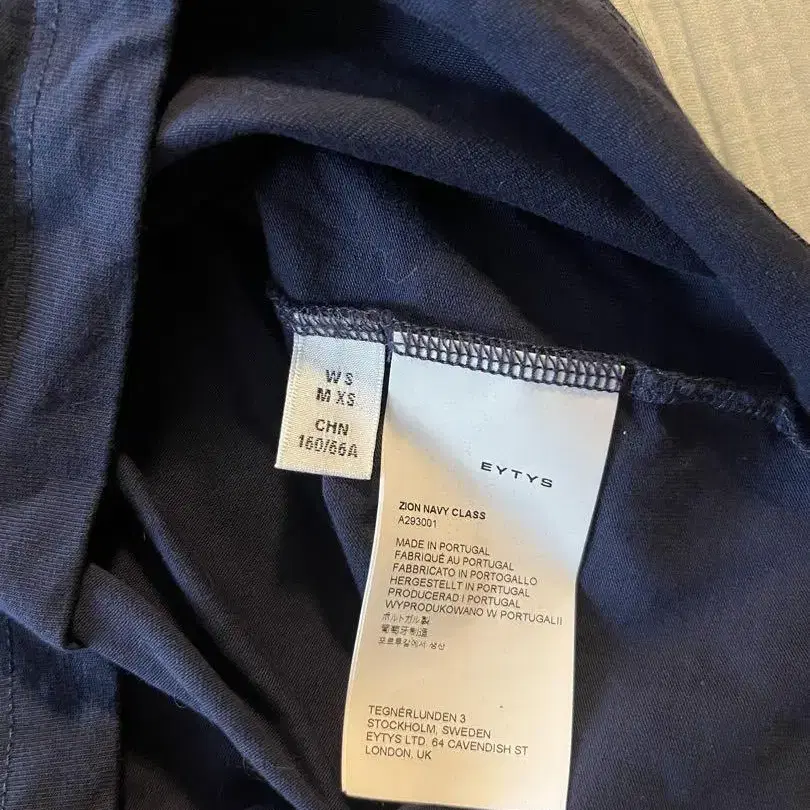 W S
M XS
CHN
160/66A
EYTYS
ZION NAVY CLASS
A293001
MADE IN PORTUGAL
FABRIQUÉ AU PORTUGAL
FABBRICATO IN PORTOGALLO
HERGESTELLT IN PORTUGAL
PRODUCERAD I PORTUGAL
WYPRODUKOWANO W PORTUGALII
ポルトガル製
葡萄牙制造
포르투갈에서 생산
TEGNÉRLUNDEN 3
STOCKHOLM, SWEDEN
EYTYS LTD. 64 CAVENDISH ST
LONDON, UK